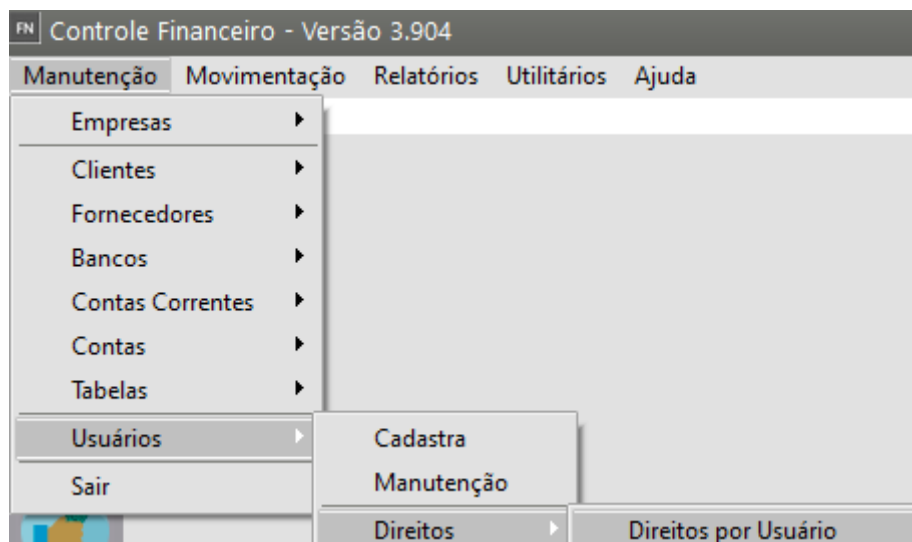 FN Controle Financeiro - Versão 3.904
Manutenção Movimentação Relatórios Utilitários Ajuda
Empresas
Clientes
Fornecedores
Bancos
Contas Correntes
Contas
Tabelas
Usuários
Sair
Cadastra
Manutenção
Direitos
Direitos por Usuário